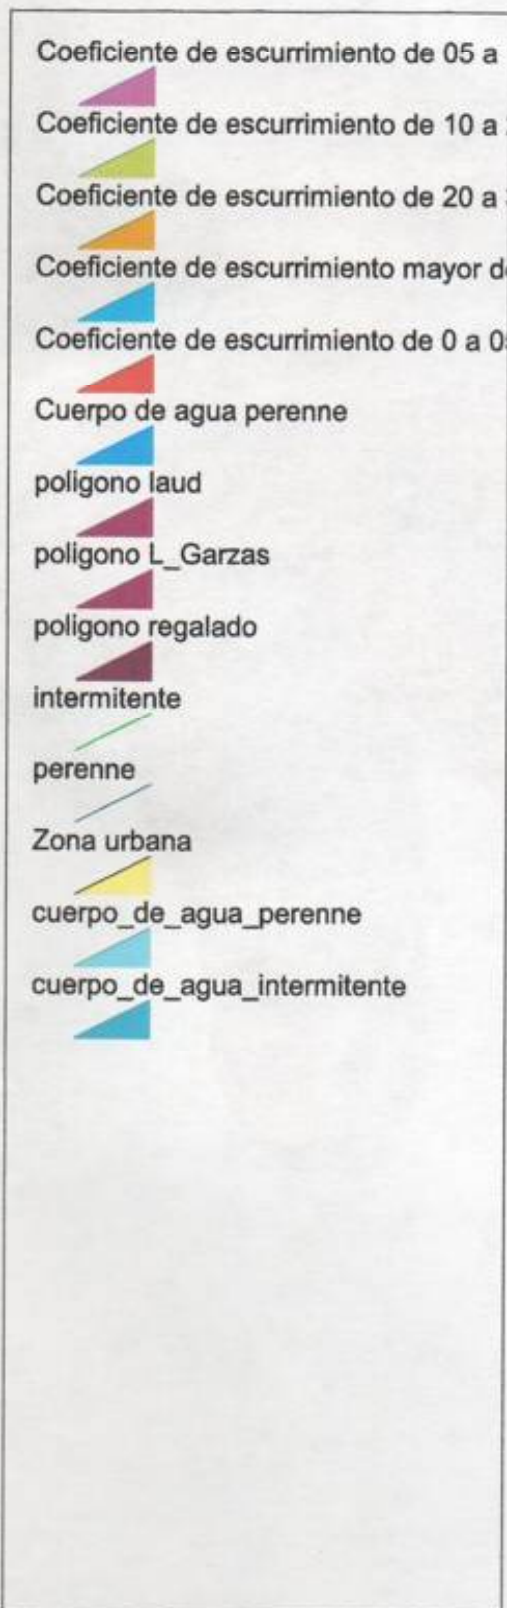 Coeficiente de escurrimiento de 05 a
Coeficiente de escurrimiento de 10 a
Coeficiente de escurrimiento de 20 a
Coeficiente de escurrimiento mayor
Coeficiente de escurrimiento de 0 a
Cuerpo de agua perenne
poligono laud
poligono L_Garzas
poligono regalado
intermitente
perenne
Zona urbana
cuerpo_de_agua_perenne
cuerpo_de_agua_intermitente